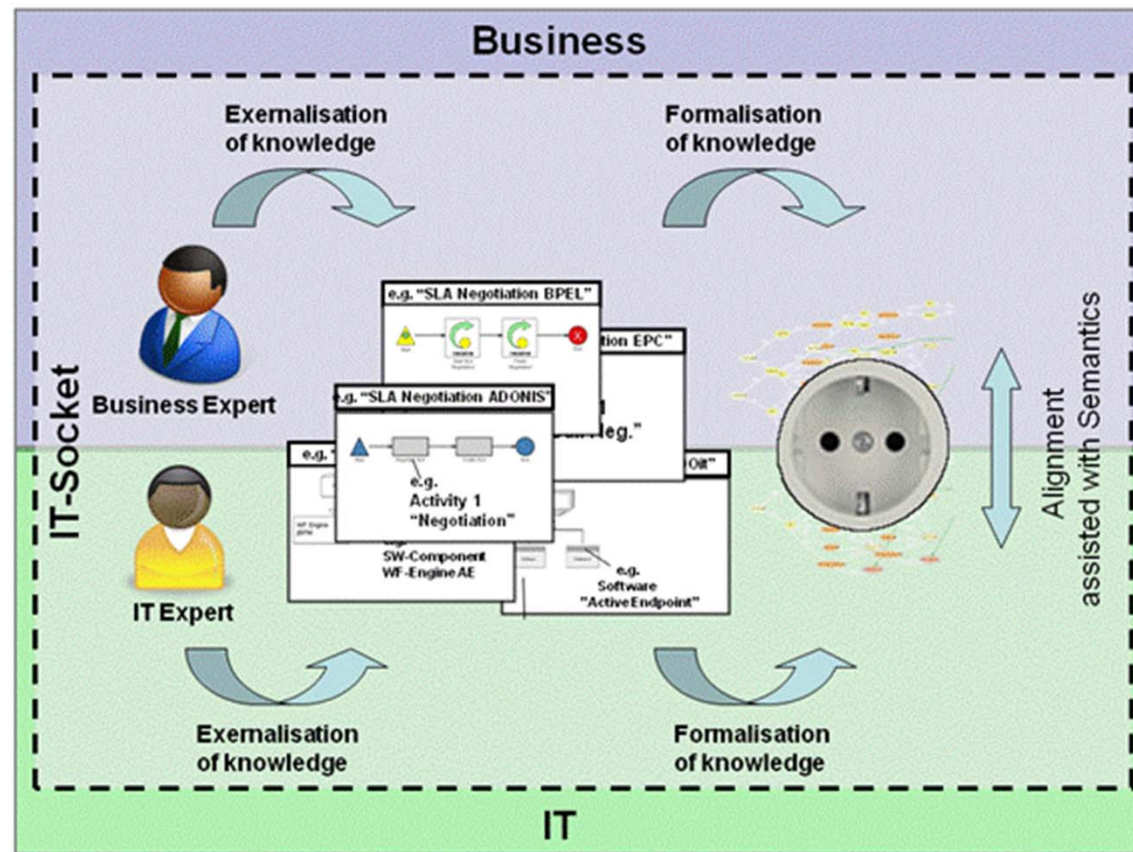 Business
Exernalisation
of knowledge
Formalisation
of knowledge
IT-Socket
Business Expert
e.g. "SLA Negotiation BPEL"
EPC"
e.g. "SLA Negotiation ADONIS"
e.g.
e.g.
Activity 1
"Negotiation"
SW-Component
WF-Engine AE
e.g.
Software
"Active Endpoint"
Alignment
assisted with Semantics
IT Expert
Exernalisation
of knowledge
Formalisation
of knowledge
IT